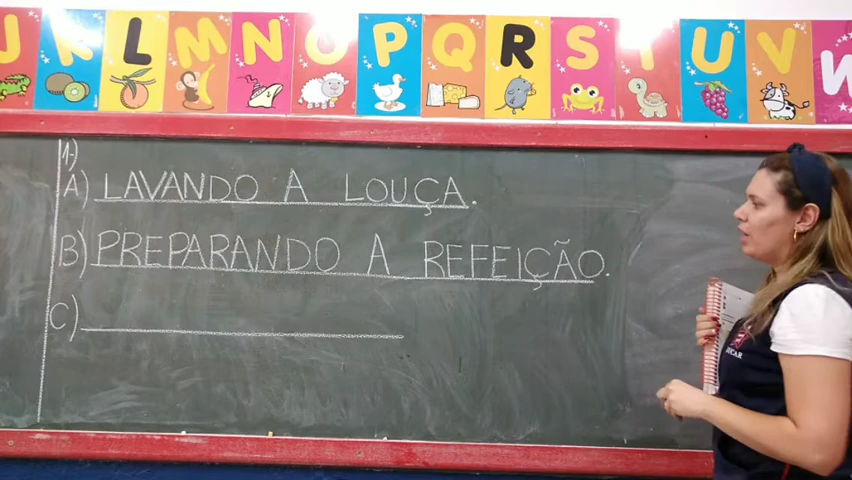 J K L M N O P Q R S T U V W
1)
A) LAVANDO A LOUÇA.
B) PREPARANDO A REFEIÇÃO.
C)